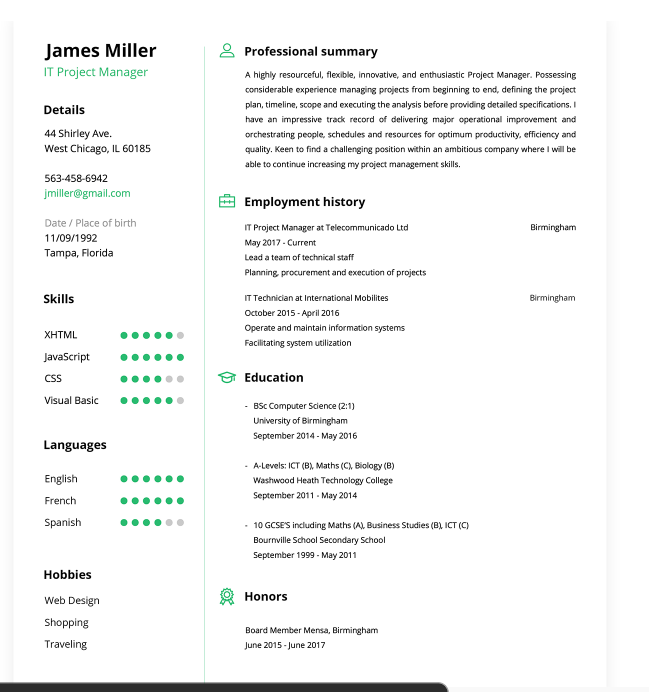 James Miller
IT Project Manager
Details
44 Shirley Ave.
West Chicago, IL 60185
563-458-6942
jmiller@gmail.com
Date / Place of birth
11/09/1992
Tampa, Florida
Skills
XHTML
JavaScript
CSS
Visual Basic
Languages
English
French
Spanish
Hobbies
Web Design
Shopping
Traveling
Professional summary
A highly resourceful, flexible, innovative, and enthusiastic Project Manager. Possessing
considerable experience managing projects from beginning to end, defining the project
plan, timeline, scope and executing the analysis before providing detailed specifications. I
have an impressive track record of delivering major operational improvement and
orchestrating people, schedules and resources for optimum productivity, efficiency and
quality. Keen to find a challenging position within an ambitious company where I will be
able to continue increasing my project management skills.
Employment history
IT Project Manager at Telecommunicado Ltd Birmingham
May 2017 - Current
Lead a team of technical staff
Planning, procurement and execution of projects
IT Technician at International Mobilites Birmingham
October 2015 - April 2016
Operate and maintain information systems
Facilitating system utilization
Education
- BSc Computer Science (2:1)
University of Birmingham
September 2014 - May 2016
- A-Levels: ICT (B), Maths (C), Biology (B)
Washwood Heath Technology College
September 2011 - May 2014
- 10 GCSE'S including Maths (A), Business Studies (B), ICT (C)
Bournville School Secondary School
September 1999 - May 2011
Honors
Board Member Mensa, Birmingham
June 2015 - June 2017